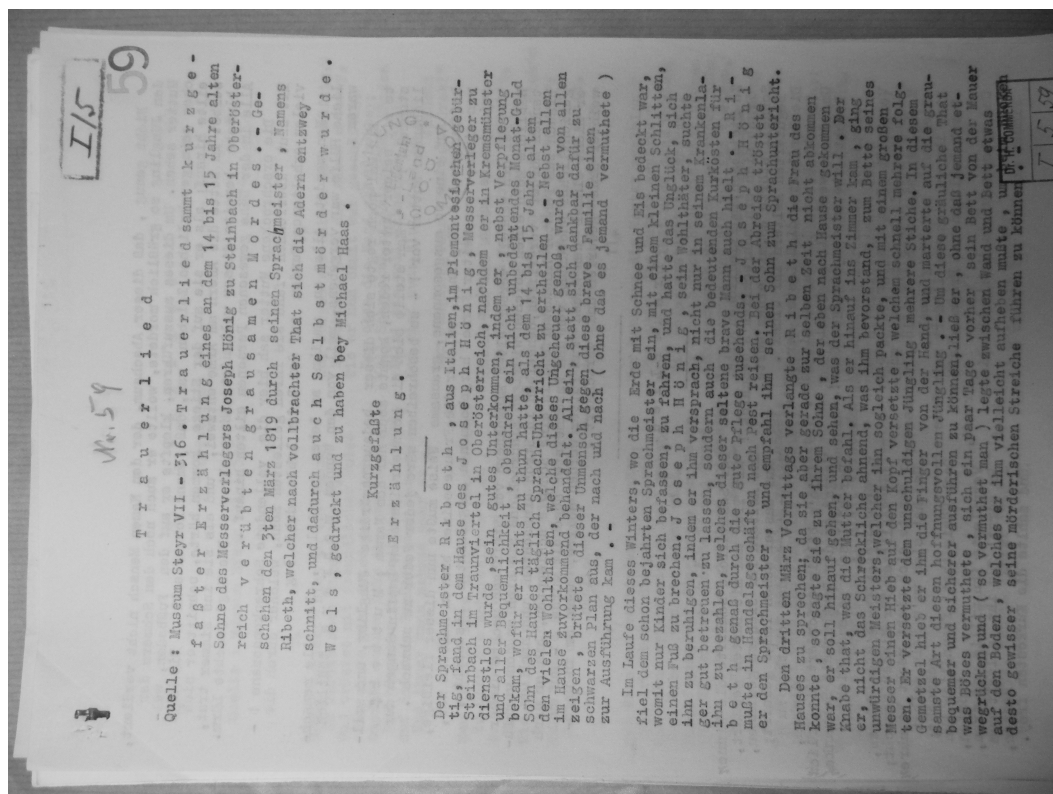 I/5
59
Nr. 59
T r a u e r l i e d
Quelle : Museum Steyr VII - 316. T r a u e r l i e d sammt k u r z g e -
f a ß t e r E r z ä h l u n g eines an dem 14 bis 15 Jahre alten
Sohne des Messerverlegers Joseph Hönig zu Steinbach in Oberöster-
reich v e r ü b t e n g r a u s a m e n M o r d e s . - Ge-
schehen den 3ten März 1819 durch seinen Sprachmeister , Namens
Ribeth, welcher nach vollbrachter That sich die Adern entzwey
schnitt, und dadurch a u c h S e l b s t m ö r d e r w u r d e .
W e l s , gedruckt und zu haben bey Michael Haas .
Kurzgefaßte
E r z ä h l u n g .
Der Sprachmeister R i b e t h , aus Italien,im Piemontesischen gebür-
tig, fand in dem Hause des J o s e p h H ö n i g , Messerverleger zu
Steinbach im Traunviertel in Oberösterreich, nachdem er in Kremsmünster
dienstlos wurde ,sein gutes Unterkommen, indem er , nebst Verpflegung
und aller Bequemlichkeit , obendrein ein nicht unbedeutendes Monat-Geld
bekam, wofür er nichts zu thun hatte, als dem 14 bis 15 Jahre alten
Sohn des Hauses täglich Sprach-Unterricht zu ertheilen . - Nebst allen
den vielen Wohlthaten, welche dieses Ungeheuer genoß, wurde er von allen
im Hause zuvorkommend behandelt. Allein, statt sich dankbar dafür zu
zeigen , brütete dieser Unmensch gegen diese brave Familie einen
schwarzen Plan aus, der nach und nach ( ohne daß es jemand vermuthete )
zur Ausführung kam . -
Im Laufe dieses Winters, wo die Erde mit Schnee und Eis bedeckt war,
fiel dem schon bejahrten Sprachmeister ein, mit einem kleinen Schlitten,
womit nur Kinder sich befassen, zu fahren, und hatte das Unglück, sich
einen Fus zu brechen. J o s e p h H ö n i g , sein Wohlthäter, suchte
ihn zu beruhigen, indem er ihm versprach, nicht nur in seinem Krankenla-
ger gut betreuen zu lassen, sondern auch die bedeutenden Kurkösten für
ihn zu bezahlen, welches dieser seltene brave Mann auch hielt . - R i -
b e t h genaß durch die gute Pflege zusehends. - J o s e p h H ö n i g
mußte in Handelsgeschäften nach Pest reisen. Bei der Abreise tröstete
er den Sprachmeister , und empfahl ihm seinen Sohn zum Sprachunterricht.
Den dritten März Vormittags verlangte R i b e t h die Frau des
Hauses zu sprechen; da sie aber gerade zur selben Zeit nicht abkommen
konnte , so sagte sie zu ihrem Sohne , der eben nach Hause gekommen
war, er soll hinauf gehen, und sehen, was der Sprachmeister will . Der
Knabe that, was die Mutter befahl. Als er hinauf ins Zimmer kam , ging
er, nicht das Schreckliche ahnend, was ihm bevorstand, zum Bette seines
unwürdigen Meisters,welcher ihn sogleich packte, und mit einem großen
Messer einen Hieb auf den Kopf versetzte , welchem schnell mehrere folg-
ten. Er versetzte dem unschuldigen Jüngling mehrere Stiche. In diesem
Gemetzel hieb er ihm die Finger von der Hand, und marterte auf die grau-
samste Art diesen hoffnungsvollen Jüngling . - Um diese gräuliche That
bequemer und sicherer ausführen zu können,ließ er , ohne daß jemand et-
was Böses vermuthete , sich ein paar Tage vorher sein Bett von der Mauer
wegrücken,und ( so vermuthet man ) legte zwischen Wand und Bett etwas
auf den Boden , welches er ihm vielleicht aufheben mußte ,
desto gewisser seine mörderischen Streiche führen zu können . -
I 5 59